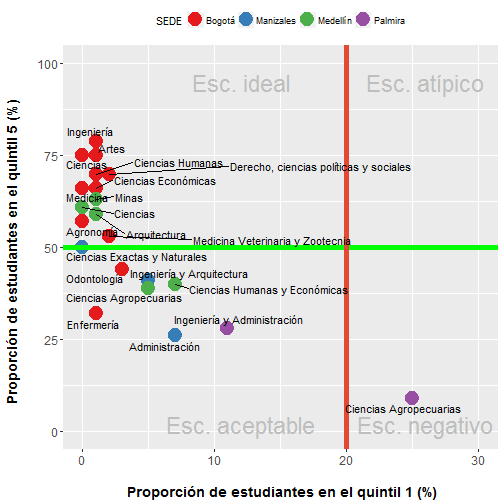 SEDE Bogotá Manizales Medellín Palmira
Esc. ideal
Esc. atípico
Esc. aceptable
Esc. negativo
Ingeniería
Artes
Ciencias
Ciencias Humanas
Derecho, ciencias políticas y sociales
Ciencias Económicas
Medicina
Minas
Ciencias
Agronomía
Arquitectura
Medicina Veterinaria y Zootecnia
Ciencias Exactas y Naturales
Odontología
Ingeniería y Arquitectura
Ciencias Humanas y Económicas
Ciencias Agropecuarias
Enfermería
Ingeniería y Administración
Administración
Ciencias Agropecuarias
100
75
50
25
0
0 10 20 30
Proporción de estudiantes en el quintil 5 (%)
Proporción de estudiantes en el quintil 1 (%)